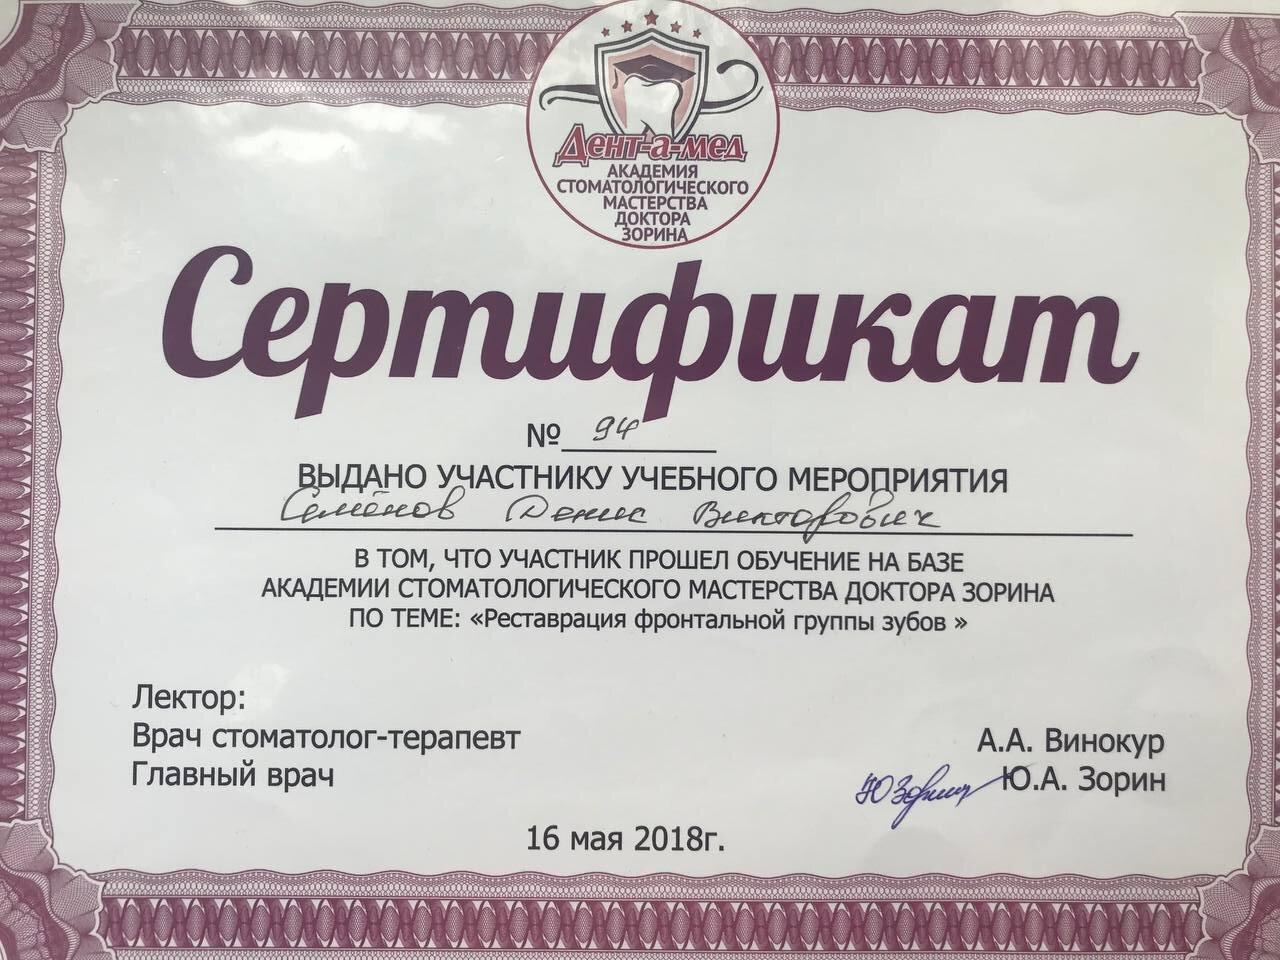 Дент-а-мед
АКАДЕМИЯ
СТОМАТОЛОГИЧЕСКОГО
МАСТЕРСТВА
ДОКТОРА
ЗОРИНА
Сертификат
№ 94
ВЫДАНО УЧАСТНИКУ УЧЕБНОГО МЕРОПРИЯТИЯ
Семёнов Денис Викторович
В ТОМ, ЧТО УЧАСТНИК ПРОШЕЛ ОБУЧЕНИЕ НА БАЗЕ
АКАДЕМИИ СТОМАТОЛОГИЧЕСКОГО МАСТЕРСТВА ДОКТОРА ЗОРИНА
ПО ТЕМЕ: «Реставрация фронтальной группы зубов »
Лектор:
Врач стоматолог-терапевт А.А. Винокур
Главный врач ЮЗорин Ю.А. Зорин
16 мая 2018г.